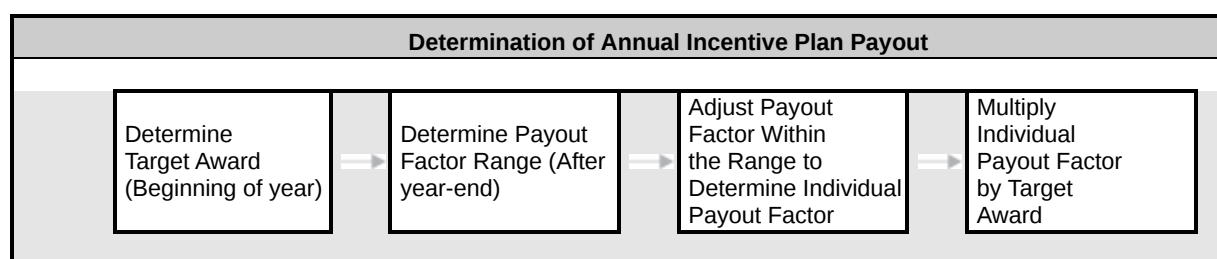 Determination of Annual Incentive Plan Payout
Determine
Target Award
(Beginning of year)
Determine Payout
Factor Range (After
year-end)
Adjust Payout
Factor Within
the Range to
Determine Individual
Payout Factor
Multiply
Individual
Payout Factor
by Target
Award